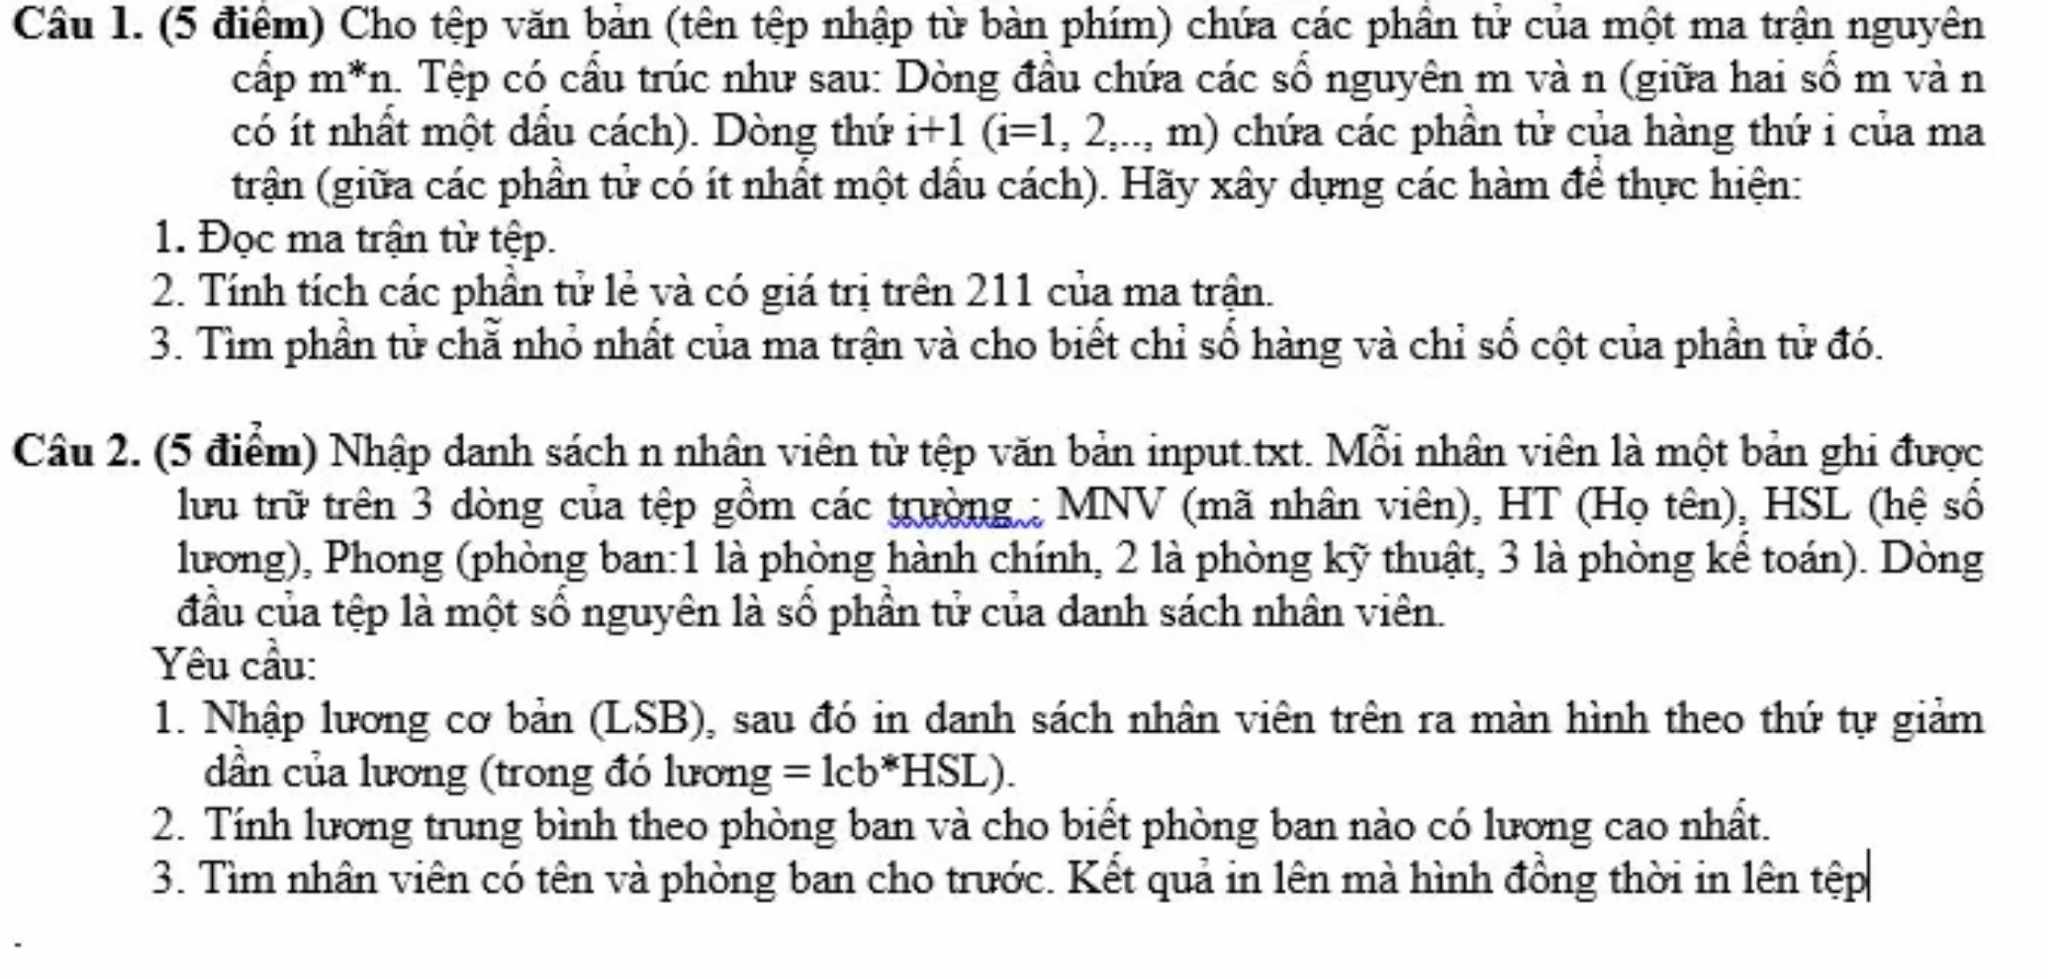 Câu 1. (5 điểm) Cho tệp văn bản (tên tệp nhập từ bàn phím) chứa các phần tử của một ma trận nguyên
cấp m*n. Tệp có cấu trúc như sau: Dòng đầu chứa các số nguyên m và n (giữa hai số m và n
có ít nhất một dấu cách). Dòng thứ i+1 (i=1, 2,.., m) chứa các phần tử của hàng thứ i của ma
trận (giữa các phần tử có ít nhất một dấu cách). Hãy xây dựng các hàm để thực hiện:
1. Đọc ma trận từ tệp.
2. Tính tích các phần tử lẻ và có giá trị trên 211 của ma trận.
3. Tìm phần tử chẵ nhỏ nhất của ma trận và cho biết chỉ số hàng và chỉ số cột của phần tử đó.
Câu 2. (5 điểm) Nhập danh sách n nhân viên từ tệp văn bản input.txt. Mỗi nhân viên là một bản ghi được
lưu trữ trên 3 dòng của tệp gồm các trường : MNV (mã nhân viên), HT (Họ tên), HSL (hệ số
lương), Phong (phòng ban:1 là phòng hành chính, 2 là phòng kỹ thuật, 3 là phòng kế toán). Dòng
đầu của tệp là một số nguyên là số phần tử của danh sách nhân viên.
Yêu cầu:
1. Nhập lương cơ bản (LSB), sau đó in danh sách nhân viên trên ra màn hình theo thứ tự giảm
dần của lương (trong đó lương = lcb*HSL).
2. Tính lương trung bình theo phòng ban và cho biết phòng ban nào có lương cao nhất.
3. Tìm nhân viên có tên và phòng ban cho trước. Kết quả in lên mà hình đồng thời in lên tệp
.